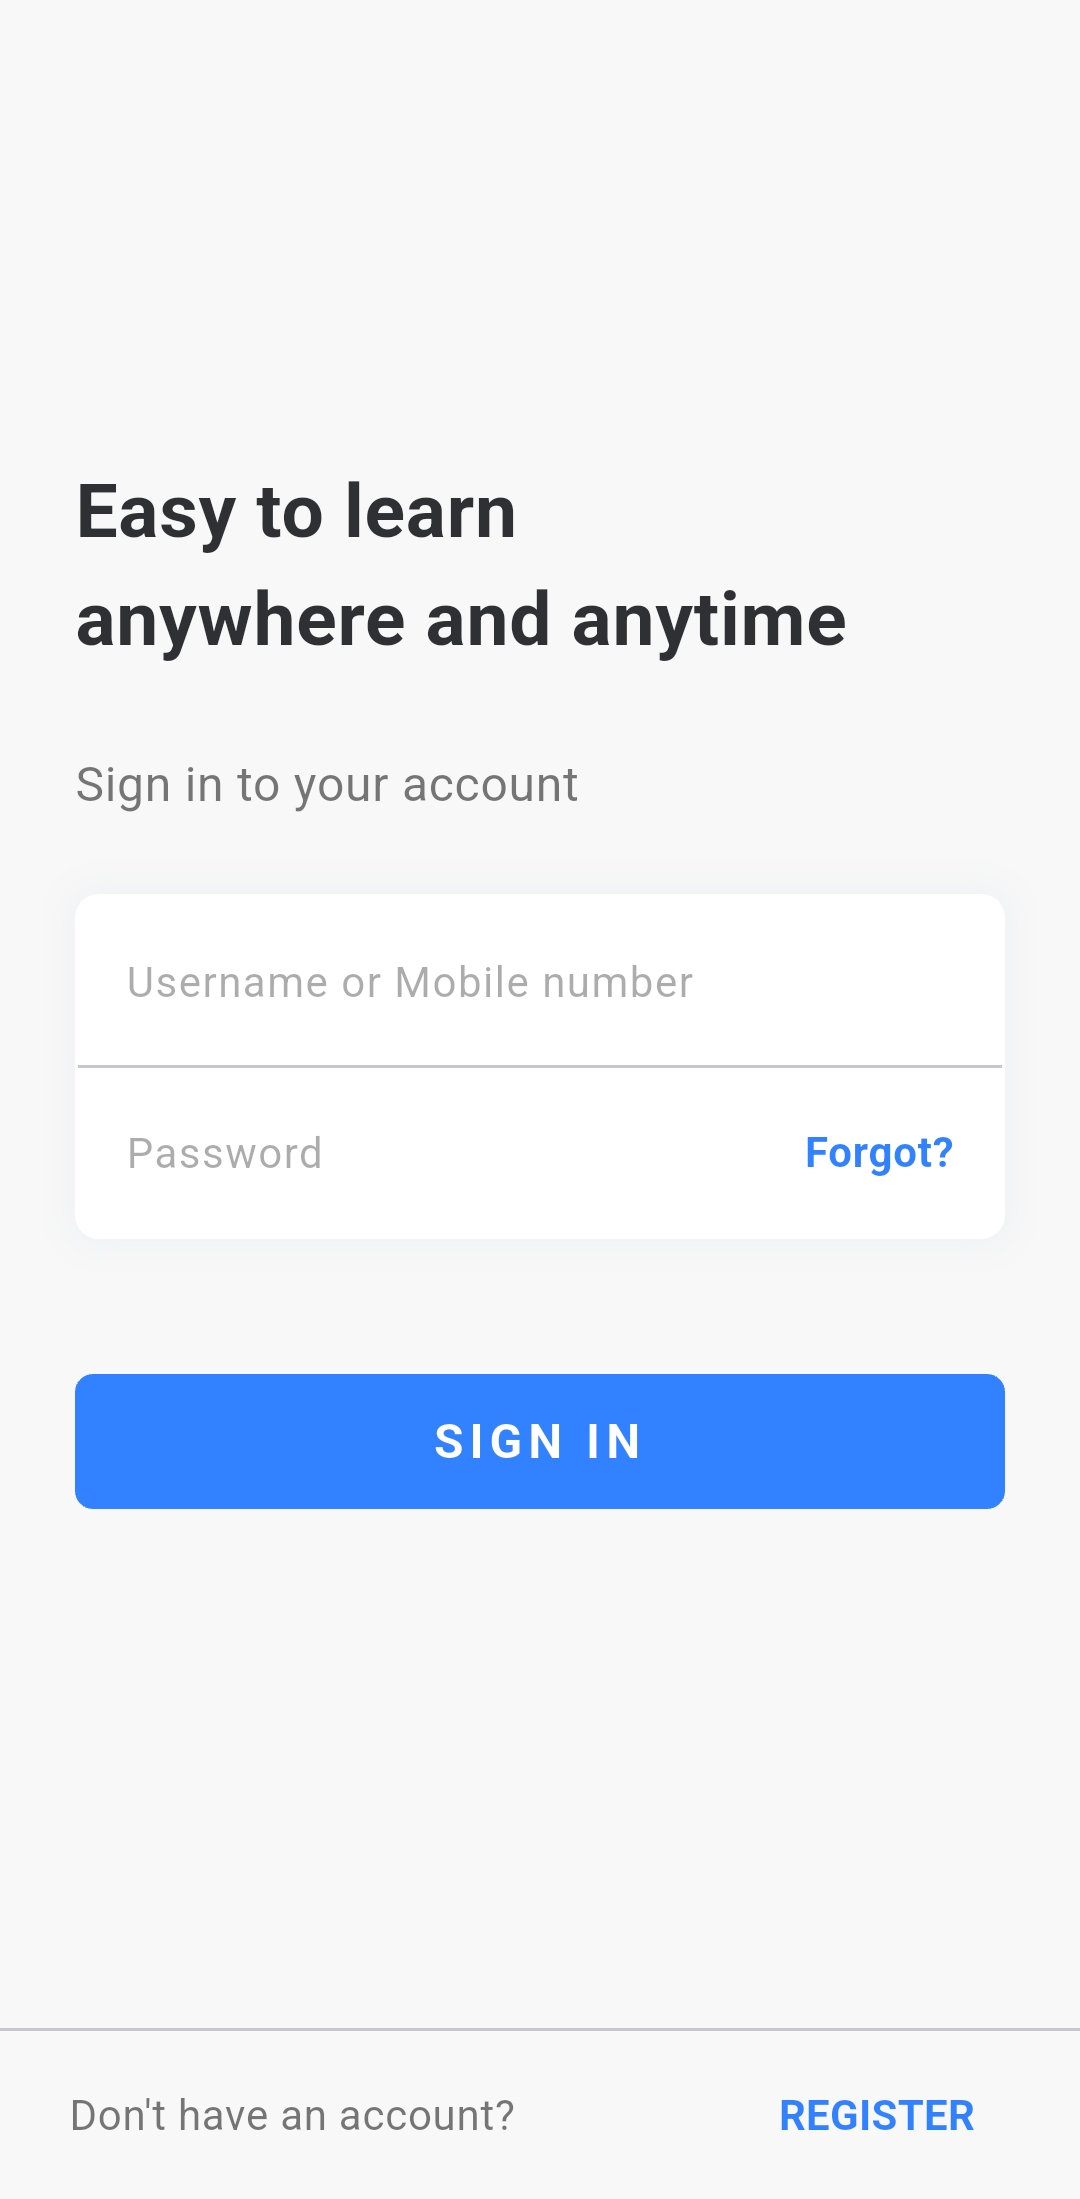 Easy to learn
anywhere and anytime
Sign in to your account
Username or Mobile number
Password Forgot?
SIGN IN
Don't have an account? REGISTER